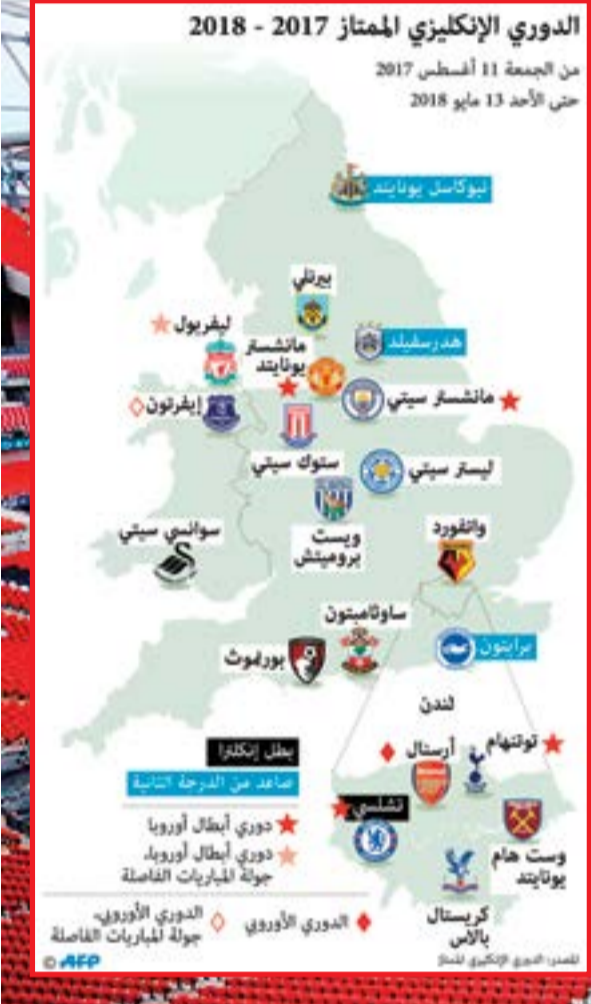 الدوري الإنكليزي الممتاز 2017 - 2018
من الجمعة 11 أغسطس 2017
حتى الأحد 13 مايو 2018
نيوكاسل يونايتد
بيرنلي
ليفربول
مانشستر
يونايتد
هدرسفيلد
مانشستر سيتي
إيفرتون
ستوك سيتي
ليستر سيتي
ويست
بروميتش
سوانسي سيتي
واتفورد
ساوثامبتون
بورنموث
برايتون
لندن
توتنهام
أرسنال
تشلسي
وست هام
يونايتد
كريستال
بالاس
بطل إنكلترا
صاعد من الدرجة الثانية
دوري أبطال أوروبا
دوري أبطال أوروبا،
جولة المباريات الفاصلة
الدوري الأوروبي
الدوري الأوروبي،
جولة المباريات الفاصلة
المصدر: الدوري الإنكليزي الممتاز
© AFP